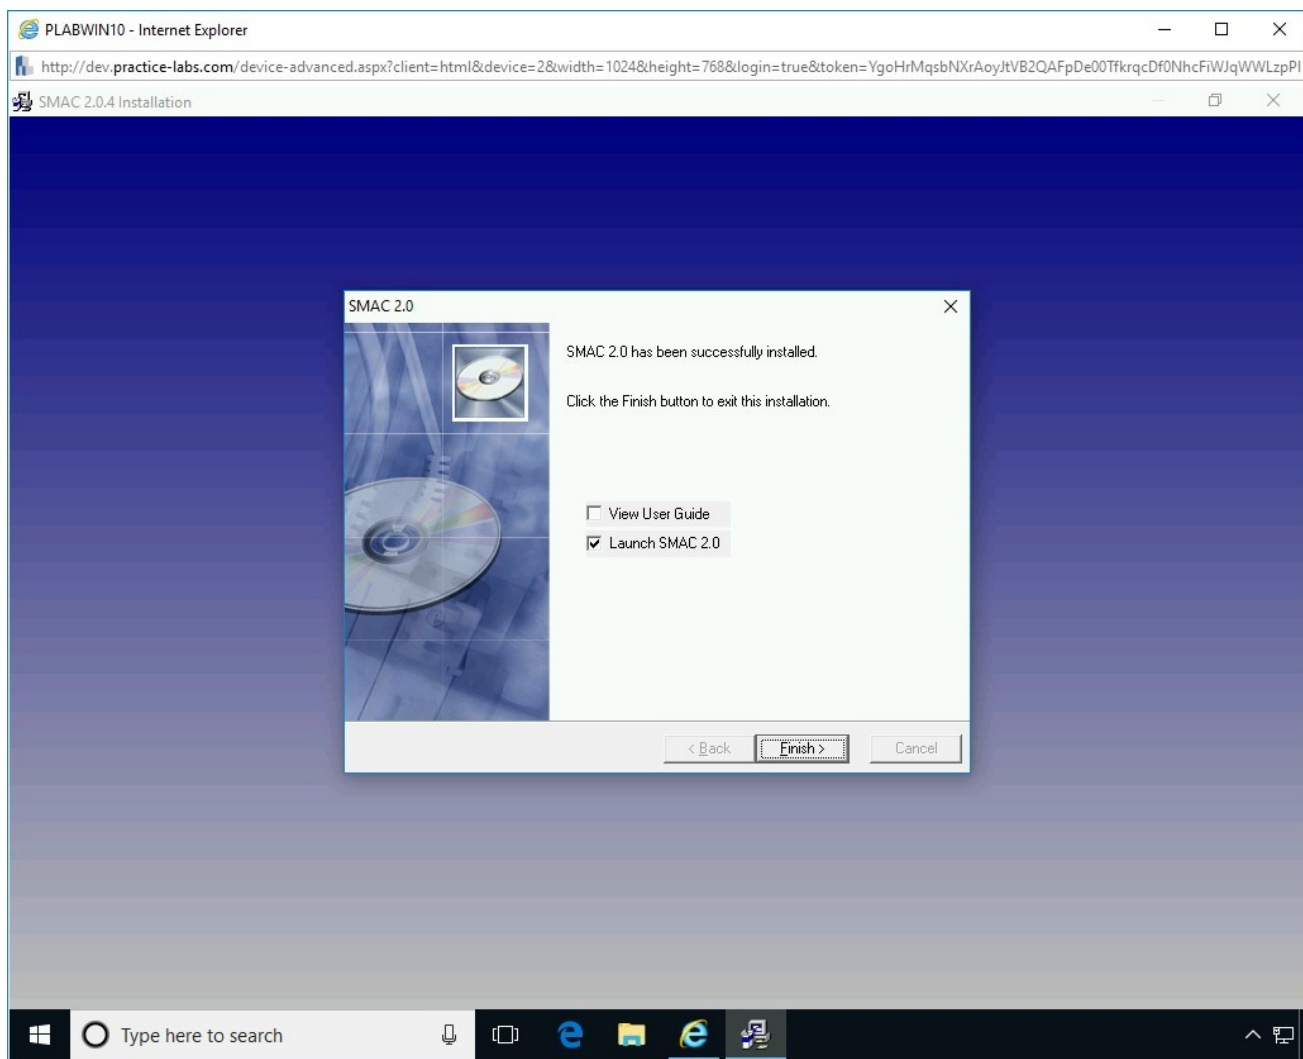 PLABWIN10 - Internet Explorer
http://dev.practice-labs.com/device-advanced.aspx?client=html&device=2&width=1024&height=768&login=true&token=YgoHrMqsbNXrAoyJtVB2QAFpDe00TfkrqcDf0NhcFiWJqWWLzpPI
SMAC 2.0.4 Installation
SMAC 2.0
SMAC 2.0 has been successfully installed.
Click the Finish button to exit this installation.
View User Guide
Launch SMAC 2.0
< Back
Finish >
Cancel
Type here to search